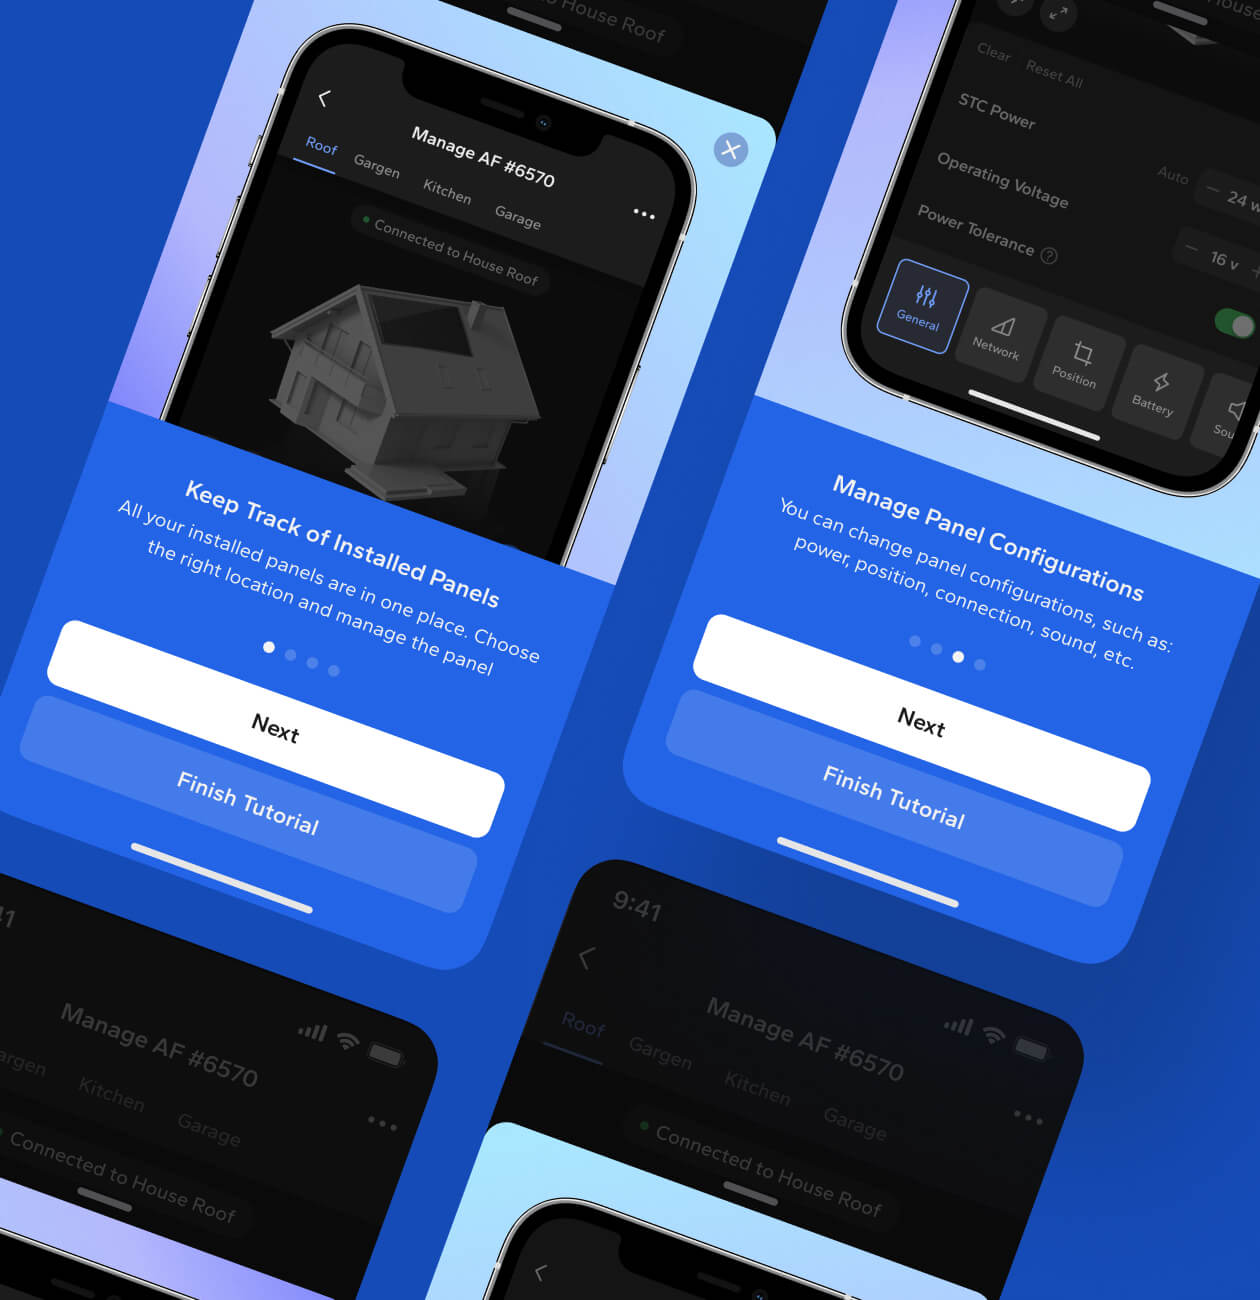 House Roof
Manage AF #6570
Roof
Gargen
Kitchen
Garage
Connected to House Roof
Keep Track of Installed Panels
All your installed panels are in one place. Choose
the right location and manage the panel
Next
Finish Tutorial
Clear
Reset All
STC Power
Auto
24 w
Operating Voltage
16 v
Power Tolerance
?
General
Network
Position
Battery
Sou
Manage Panel Configurations
You can change panel configurations, such as:
power, position, connection, sound, etc.
Next
Finish Tutorial
41
Manage AF #6570
argen
Kitchen
Garage
Connected to House Roof
9:41
Manage AF #6570
Roof
Gargen
Kitchen
Garage
Connected to House Roof